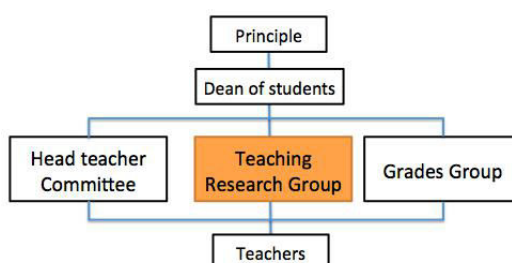 Principle
Dean of students
Head teacher
Committee
Teaching
Research Group
Grades Group
Teachers